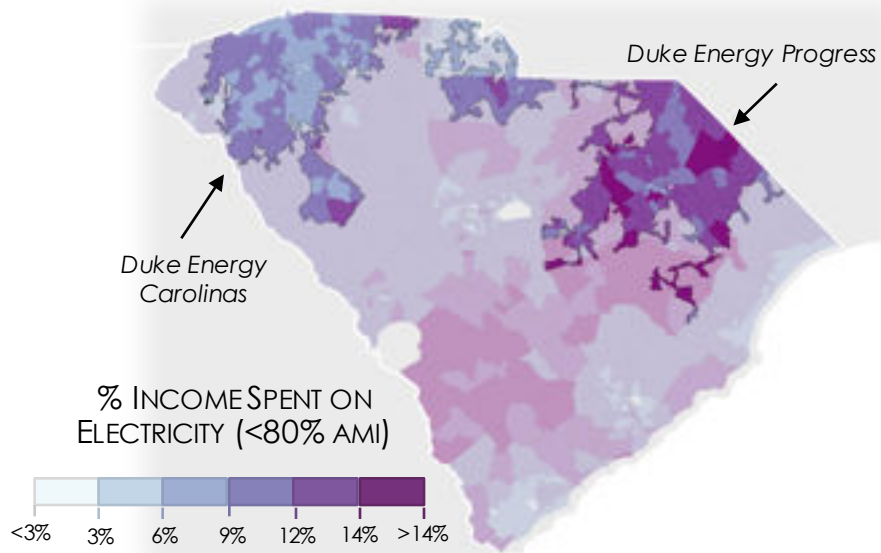 Duke Energy Progress
Duke Energy
Carolinas
% INCOME SPENT ON
ELECTRICITY (<80% AMI)
<3% 3% 6% 9% 12% 14% >14%